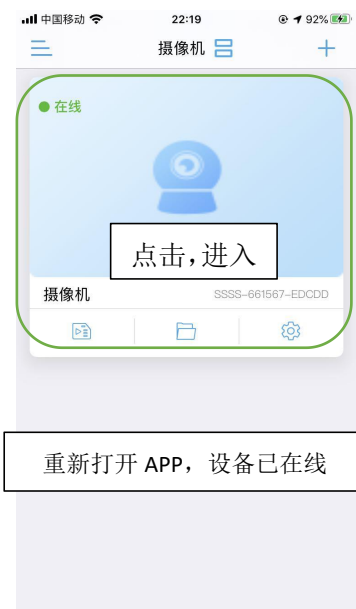 中国移动 22:19 92%
摄像机
在线
点击,进入
摄像机 SSSS-661567-EDCDD
重新打开 APP，设备已在线